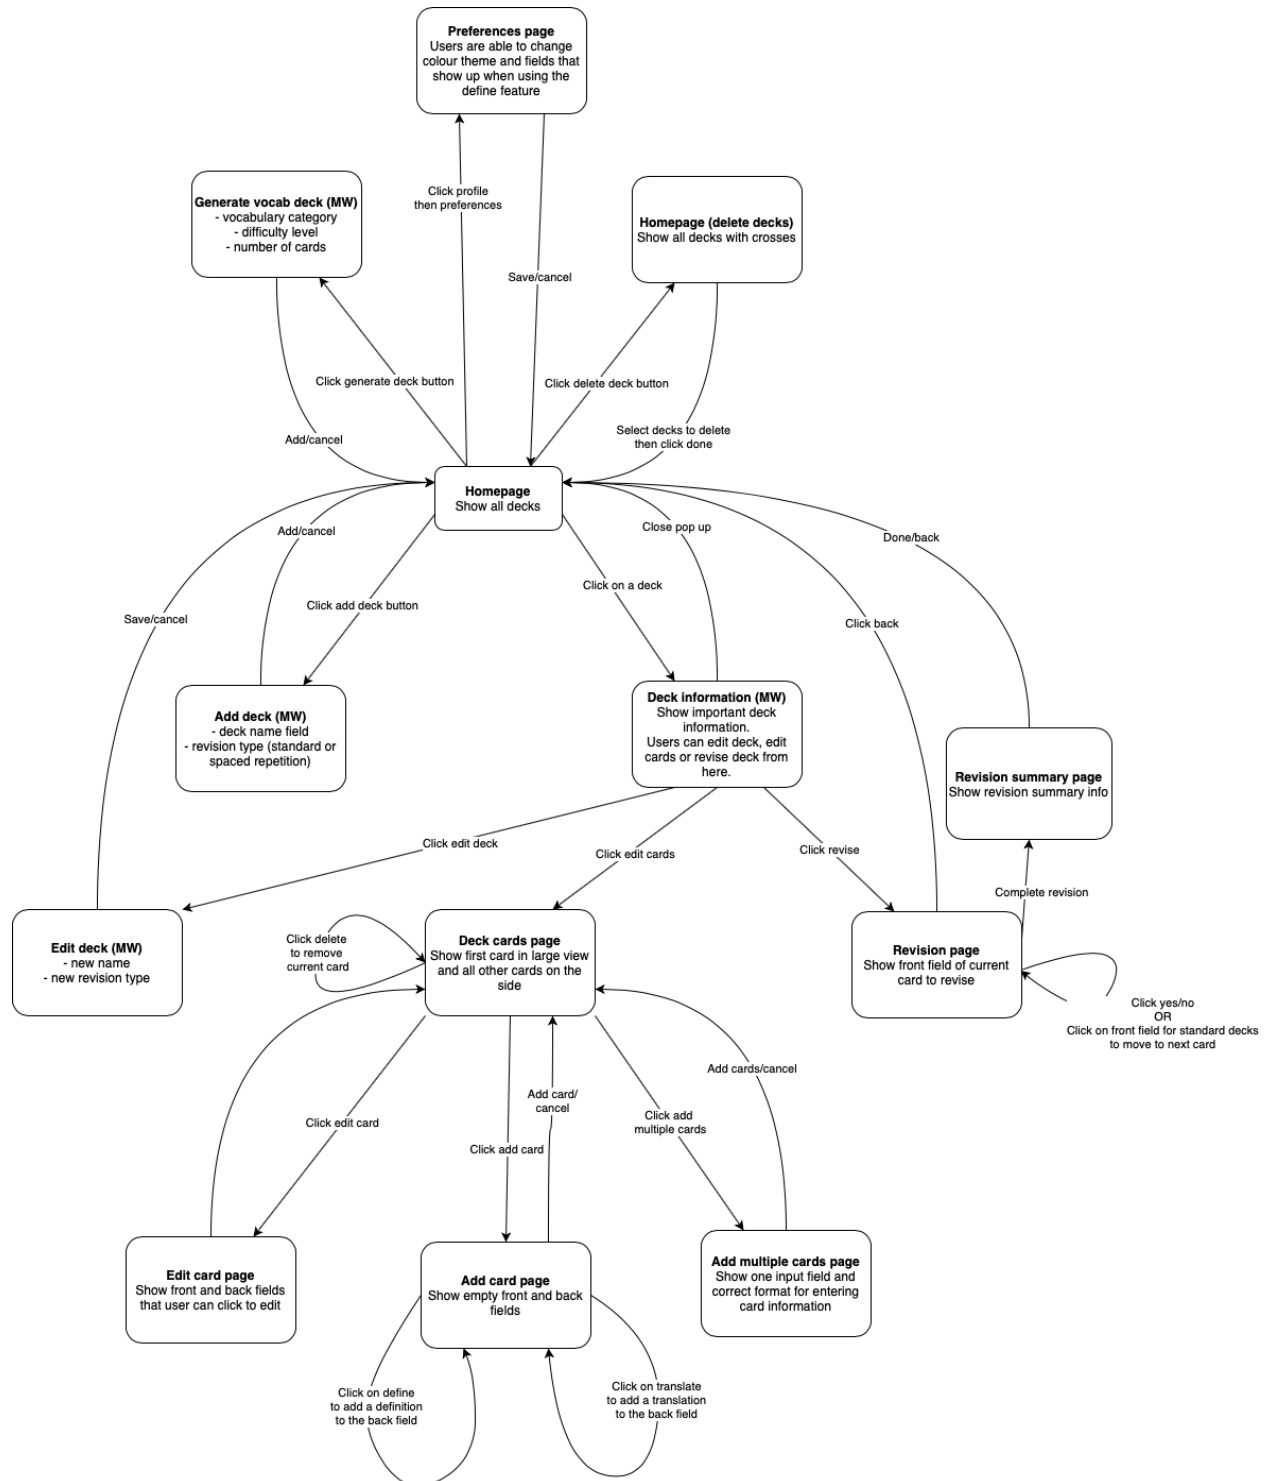 Preferences page
Users are able to change
colour theme and fields that
show up when using the
define feature
Click profile
then preferences
Save/cancel
Generate vocab deck (MW)
- vocabulary category
- difficulty level
- number of cards
Homepage (delete decks)
Show all decks with crosses
Click generate deck button
Click delete deck button
Add/cancel
Select decks to delete
then click done
Homepage
Show all decks
Add/cancel
Close pop up
Done/back
Click on a deck
Click add deck button
Save/cancel
Click back
Add deck (MW)
- deck name field
- revision type (standard or
spaced repetition)
Deck information (MW)
Show important deck
information.
Users can edit deck, edit
cards or revise deck from
here.
Revision summary page
Show revision summary info
Click edit deck
Click edit cards
Click revise
Complete revision
Edit deck (MW)
- new name
- new revision type
Click delete
to remove
current card
Deck cards page
Show first card in large view
and all other cards on the
side
Revision page
Show front field of current
card to revise
Click yes/no
OR
Click on front field for standard decks
to move to next card
Add cards/cancel
Add card/
cancel
Click edit card
Click add
multiple cards
Click add card
Edit card page
Show front and back fields
that user can click to edit
Add card page
Show empty front and back
fields
Add multiple cards page
Show one input field and
correct format for entering
card information
Click on define
to add a definition
to the back field
Click on translate
to add a translation
to the back field